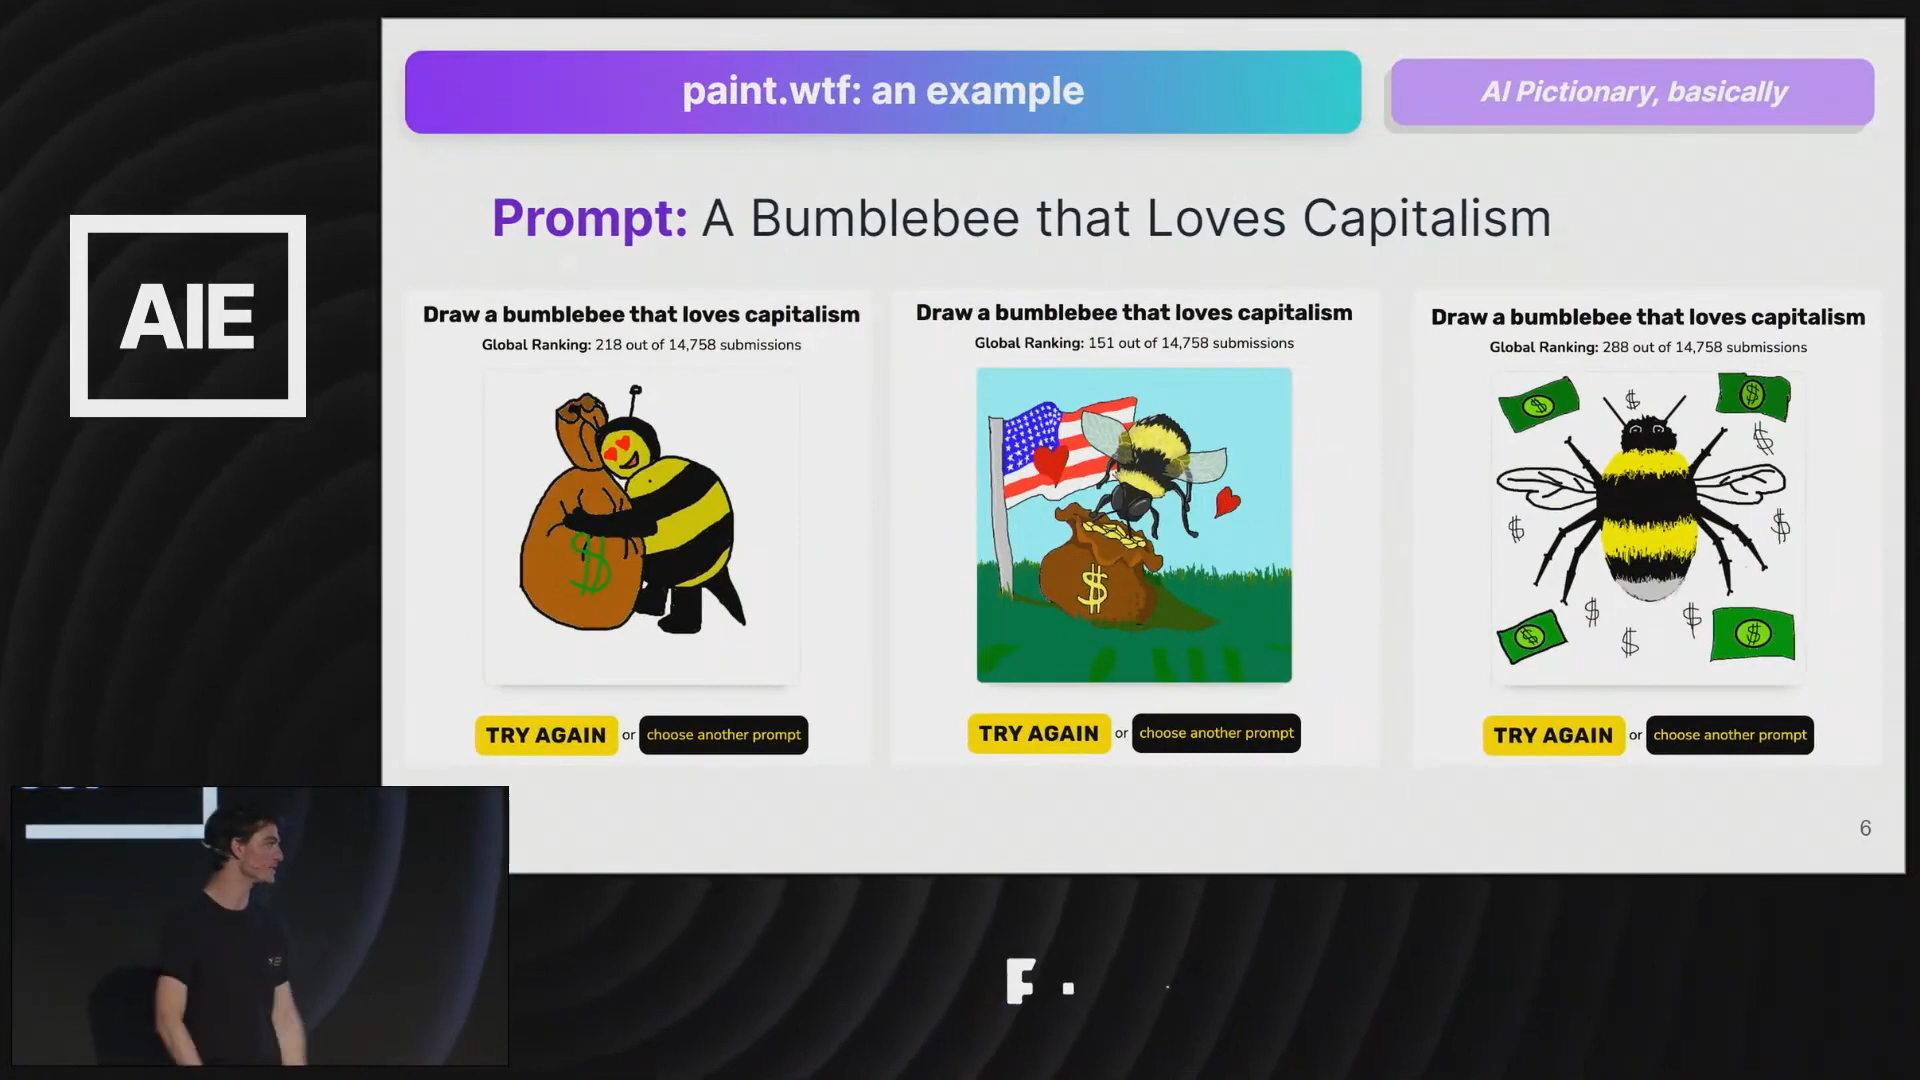 paint.wtf: an example
AI Pictionary, basically
AIE
Prompt: A Bumblebee that Loves Capitalism
Draw a bumblebee that loves capitalism
Global Ranking: 218 out of 14,758 submissions
$
TRY AGAIN or choose another prompt
Draw a bumblebee that loves capitalism
Global Ranking: 151 out of 14,758 submissions
$
TRY AGAIN or choose another prompt
Draw a bumblebee that loves capitalism
Global Ranking: 288 out of 14,758 submissions
$ $ $
$
$ $
$ $ $
$ $
TRY AGAIN or choose another prompt
6